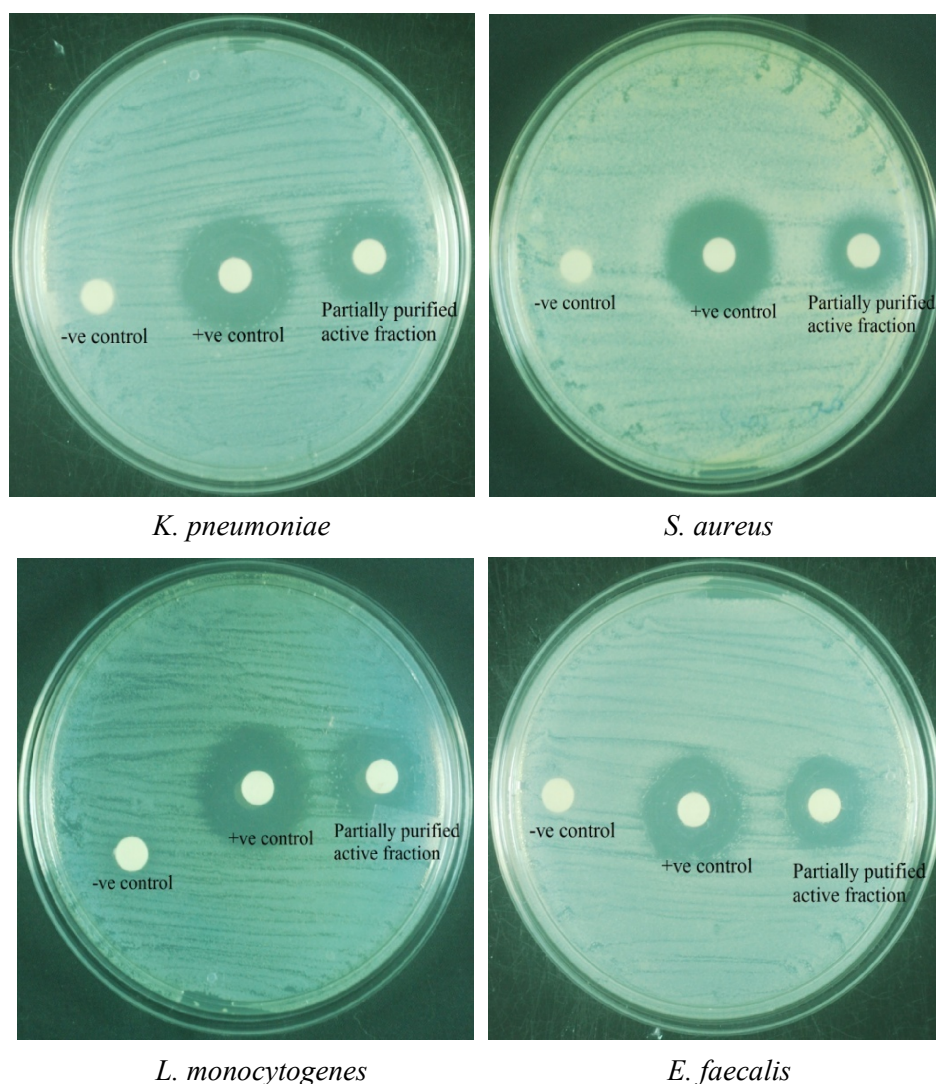 -ve control
+ve control
Partially purified
active fraction
-ve control
+ve control
Partially purified
active fraction
K. pneumoniae
S. aureus
-ve control
+ve control
Partially purified
active fraction
-ve control
+ve control
Partially putified
active fraction
L. monocytogenes
E. faecalis